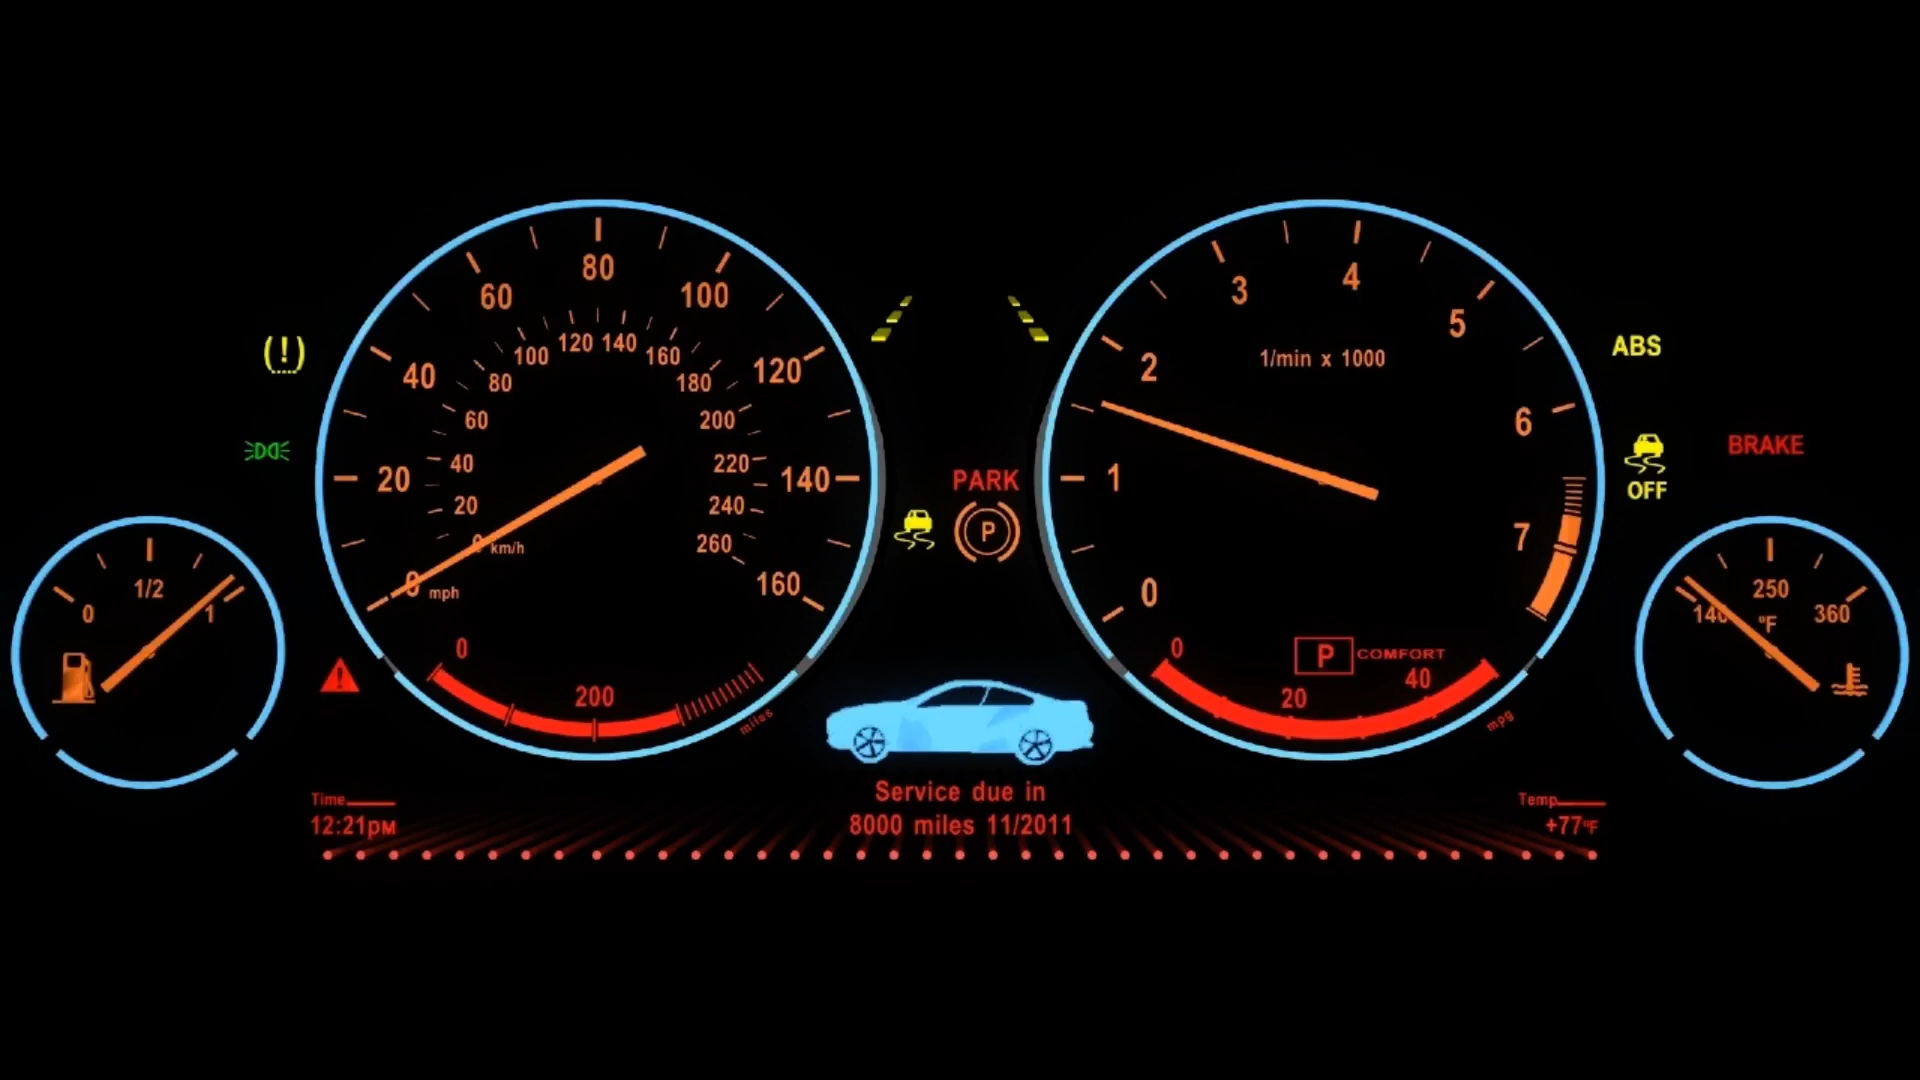 80
60
100
40
120
20
140
0
mph
160
120
140
100
160
80
180
60
200
40
220
20
240
0 km/h
260
0
200
miles
0
1/2
1
PARK
P
4
3
5
2
1/min x 1000
6
1
7
0
0
P COMFORT
20
40
mpg
ABS
OFF
BRAKE
140
250
360
°F
Time
12:21PM
Service due in
8000 miles 11/2011
Temp
+77°F